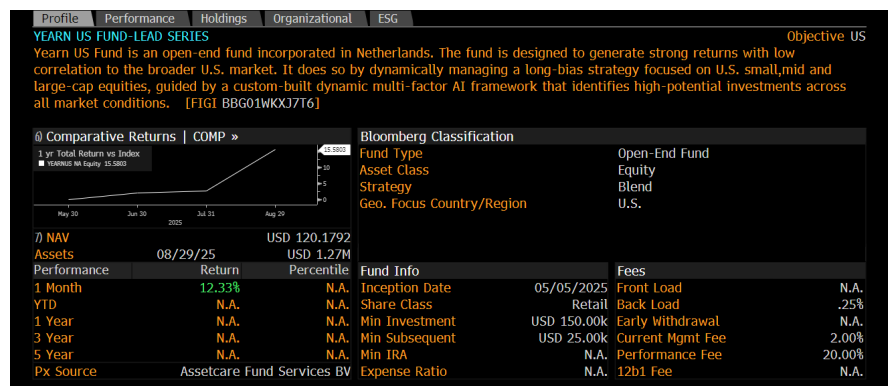 Profile Performance Holdings Organizational ESG
YEARN US FUND-LEAD SERIES Objective US
Yearn US Fund is an open-end fund incorporated in Netherlands. The fund is designed to generate strong returns with low
correlation to the broader U.S. market. It does so by dynamically managing a long-bias strategy focused on U.S. small,mid and
large-cap equities, guided by a custom-built dynamic multi-factor AI framework that identifies high-potential investments across
all market conditions. [FIGI BBG01WKXJ7T6]
6) Comparative Returns | COMP »
1 yr Total Return vs Index
YEARNUS NA Equity 15.5803
15.5803
10
5
0
May 30 Jun 30 Jul 31 Aug 29
2025
7) NAV USD 120.1792
Assets 08/29/25 USD 1.27M
Performance Return Percentile
1 Month 12.33% N.A.
YTD N.A. N.A.
1 Year N.A. N.A.
3 Year N.A. N.A.
5 Year N.A. N.A.
Px Source Assetcare Fund Services BV
Bloomberg Classification
Fund Type Open-End Fund
Asset Class Equity
Strategy Blend
Geo. Focus Country/Region U.S.
Fund Info
Inception Date 05/05/2025
Share Class Retail
Min Investment USD 150.00k
Min Subsequent USD 25.00k
Min IRA N.A.
Expense Ratio N.A.
Fees
Front Load N.A.
Back Load .25%
Early Withdrawal N.A.
Current Mgmt Fee 2.00%
Performance Fee 20.00%
12b1 Fee N.A.